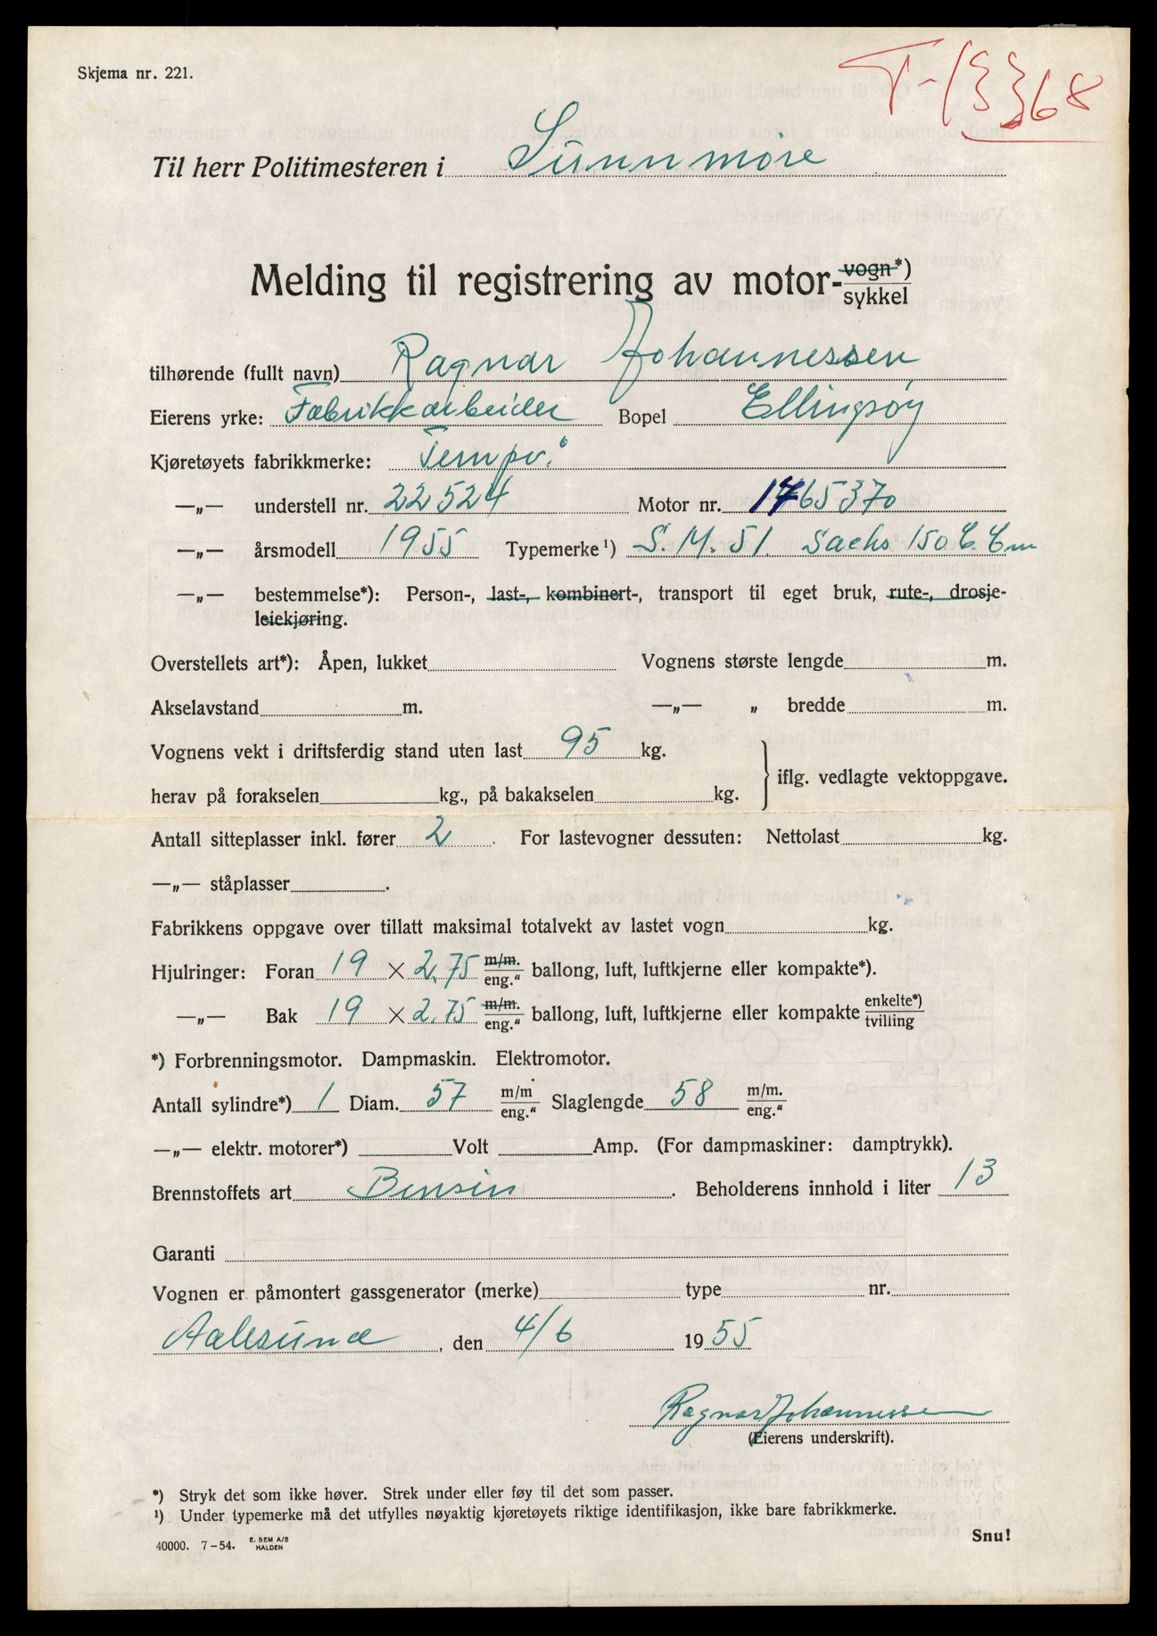 Skjema nr. 221.
T-13368
Til herr Politimesteren i Sunnmøre
Melding til registrering av motor-vogn*)
sykkel
tilhørende (fullt navn) Ragnar Johannessen
Eierens yrke: Fabrikkarbeider Bopel Ellingsøy
Kjøretøyets fabrikkmerke: Tempo.
—„— understell nr. 22524 Motor nr. 1765370
—„— årsmodell 1955 Typemerke¹) S.M. 51 Sachs 150 C.Cm
—„— bestemmelse*): Person-, last-, kombinert-, transport til eget bruk, rute-, drosje-
leiekjøring.
Overstellets art*): Åpen, lukket Vognens største lengde m.
Akselavstand m. —„— „ bredde m.
Vognens vekt i driftsferdig stand uten last 95 kg.
iflg. vedlagte vektoppgave.
herav på forakselen kg., på bakakselen kg.
Antall sitteplasser inkl. fører 2. For lastevogner dessuten: Nettolast kg.
—„— ståplasser .
Fabrikkens oppgave over tillatt maksimal totalvekt av lastet vogn kg.
Hjulringer: Foran 19 × 2,75 m/m. eng.“ ballong, luft, luftkjerne eller kompakte*).
—„— Bak 19 × 2.75 m/m. eng.“ ballong, luft, luftkjerne eller kompakte enkelte*) tvilling
*) Forbrenningsmotor. Dampmaskin. Elektromotor.
Antall sylindre*) 1 Diam. 57 m/m eng.“ Slaglengde 58 m/m. eng.“
—„— elektr. motorer*) Volt Amp. (For dampmaskiner: damptrykk).
Brennstoffets art Bensin. Beholderens innhold i liter 13
Garanti
Vognen er påmontert gassgenerator (merke) type nr.
Aalesund, den 4/6 1955
Ragnar Johannessen
(Eierens underskrift).
*) Stryk det som ikke høver. Strek under eller føy til det som passer.
¹) Under typemerke må det utfylles nøyaktig kjøretøyets riktige identifikasjon, ikke bare fabrikkmerke.
40000. 7-54. E. SEM A/S HALDEN
Snu!